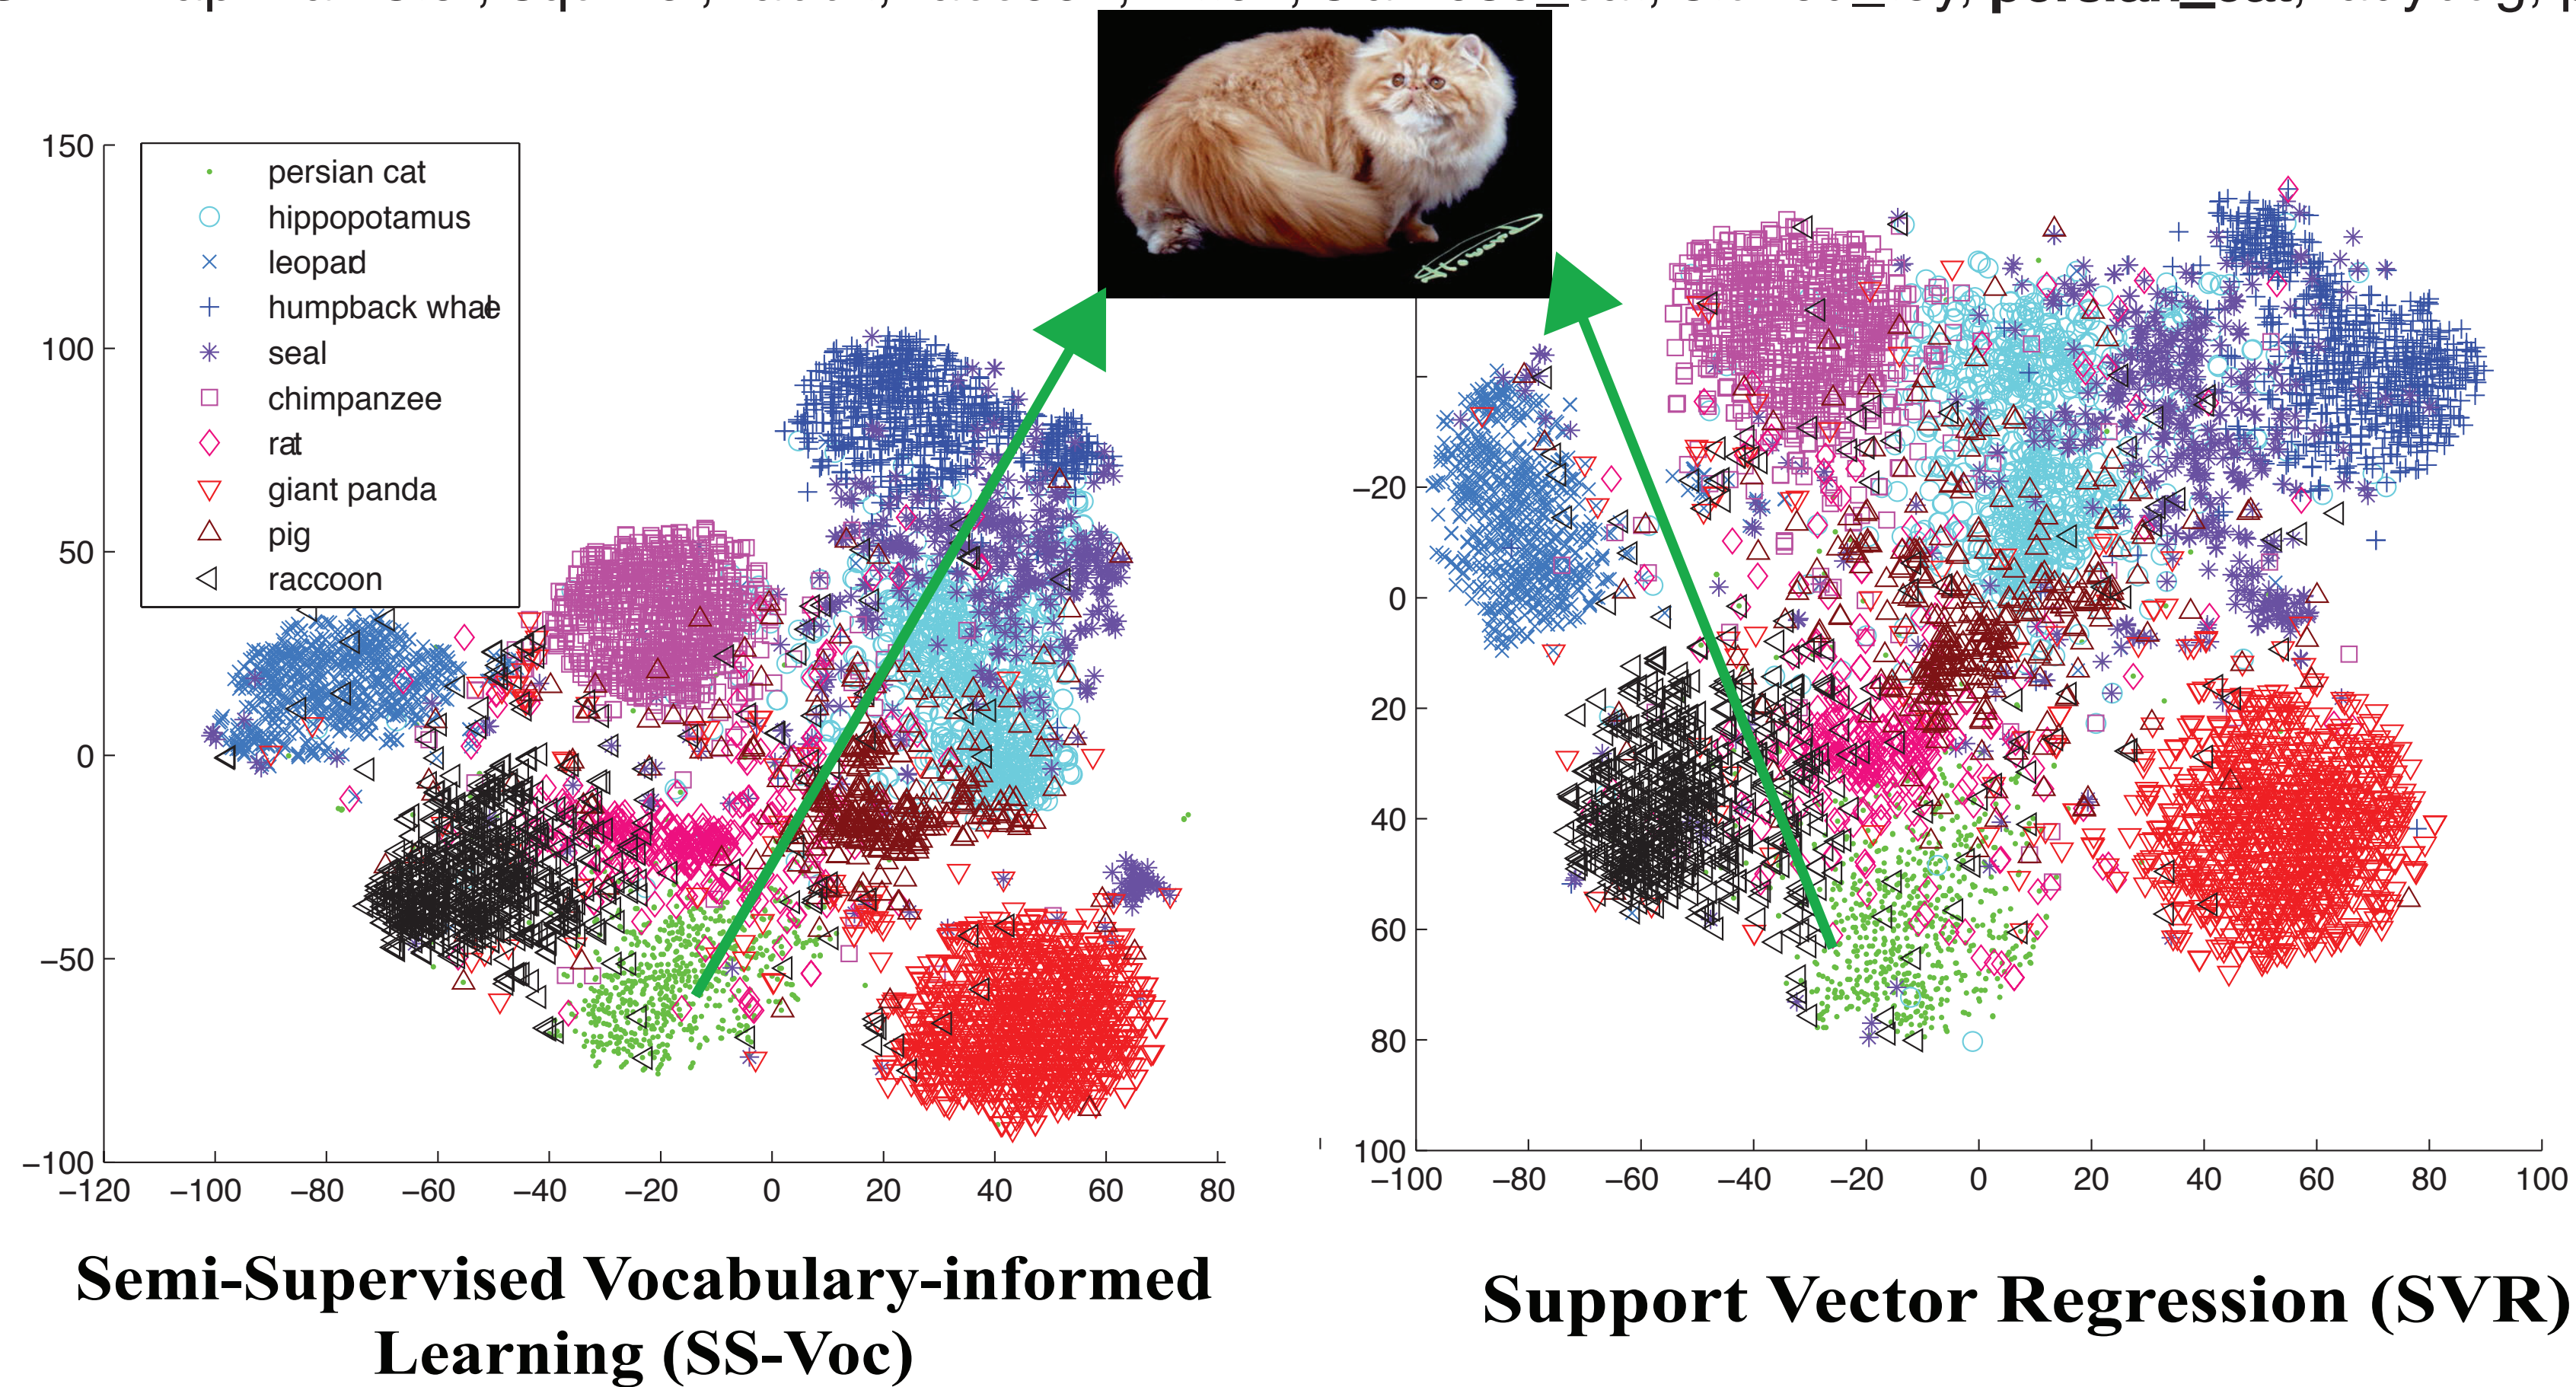 persian_cat,
150
100
50
0
−50
−100
persian cat
hippopotamus
leopard
humpback whale
seal
chimpanzee
rat
giant panda
pig
raccoon
−120 −100 −80 −60 −40 −20 0 20 40 60 80
−20
0
20
40
60
80
100
−100 −80 −60 −40 −20 0 20 40 60 80 100
Semi-Supervised Vocabulary-informed
Learning (SS-Voc)
Support Vector Regression (SVR)